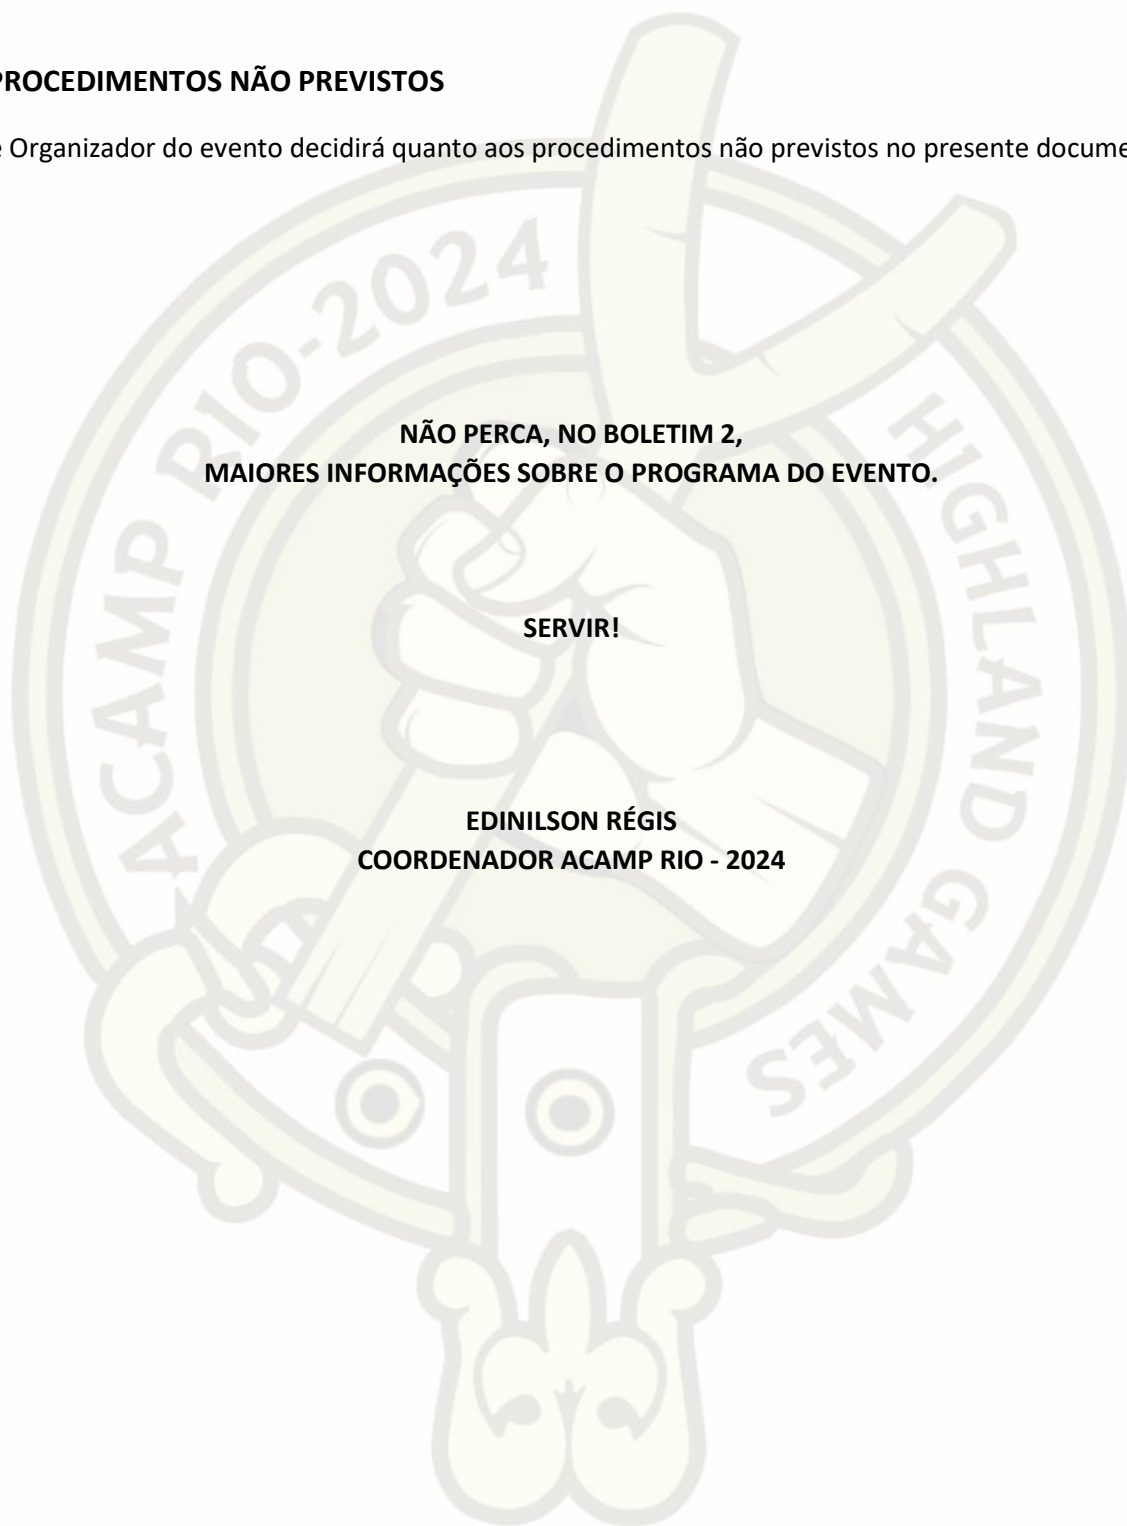 PROCEDIMENTOS NÃO PREVISTOS
e Organizador do evento decidirá quanto aos procedimentos não previstos no presente docume
ACAMP RIO-2024
HIGHLAND GAMES
NÃO PERCA, NO BOLETIM 2,
MAIORES INFORMAÇÕES SOBRE O PROGRAMA DO EVENTO.
SERVIR!
EDINILSON RÉGIS
COORDENADOR ACAMP RIO - 2024